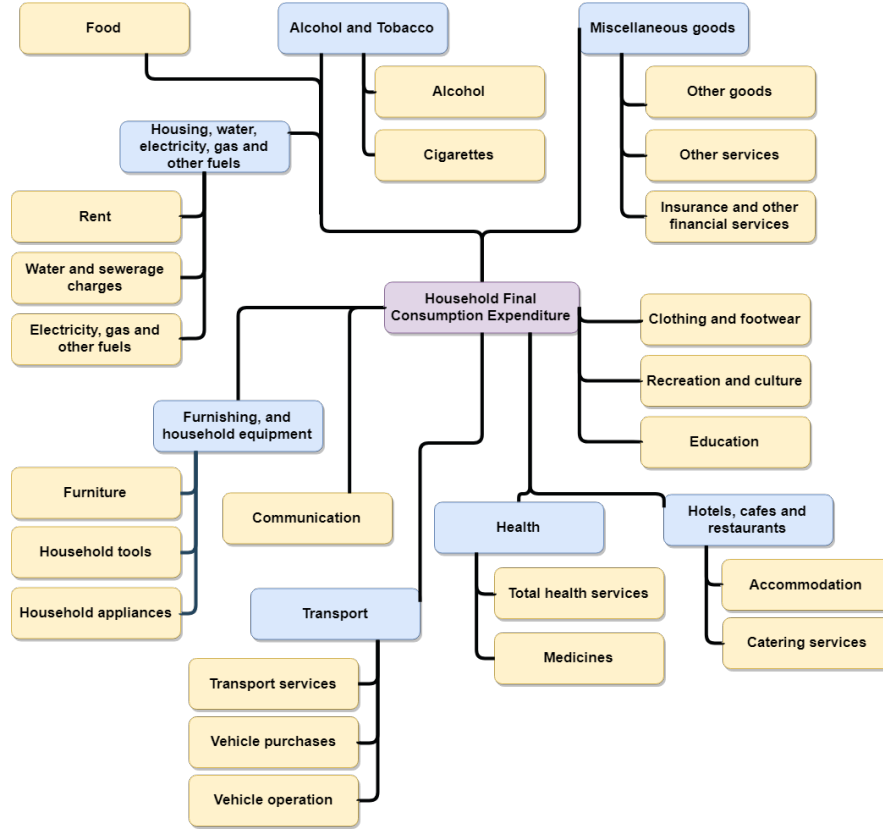 Food
Alcohol and Tobacco
Miscellaneous goods
Alcohol
Cigarettes
Other goods
Other services
Insurance and other
financial services
Housing, water,
electricity, gas and
other fuels
Rent
Water and sewerage
charges
Electricity, gas and
other fuels
Household Final
Consumption Expenditure
Clothing and footwear
Recreation and culture
Education
Furnishing, and
household equipment
Furniture
Household tools
Household appliances
Communication
Health
Total health services
Medicines
Hotels, cafes and
restaurants
Accommodation
Catering services
Transport
Transport services
Vehicle purchases
Vehicle operation